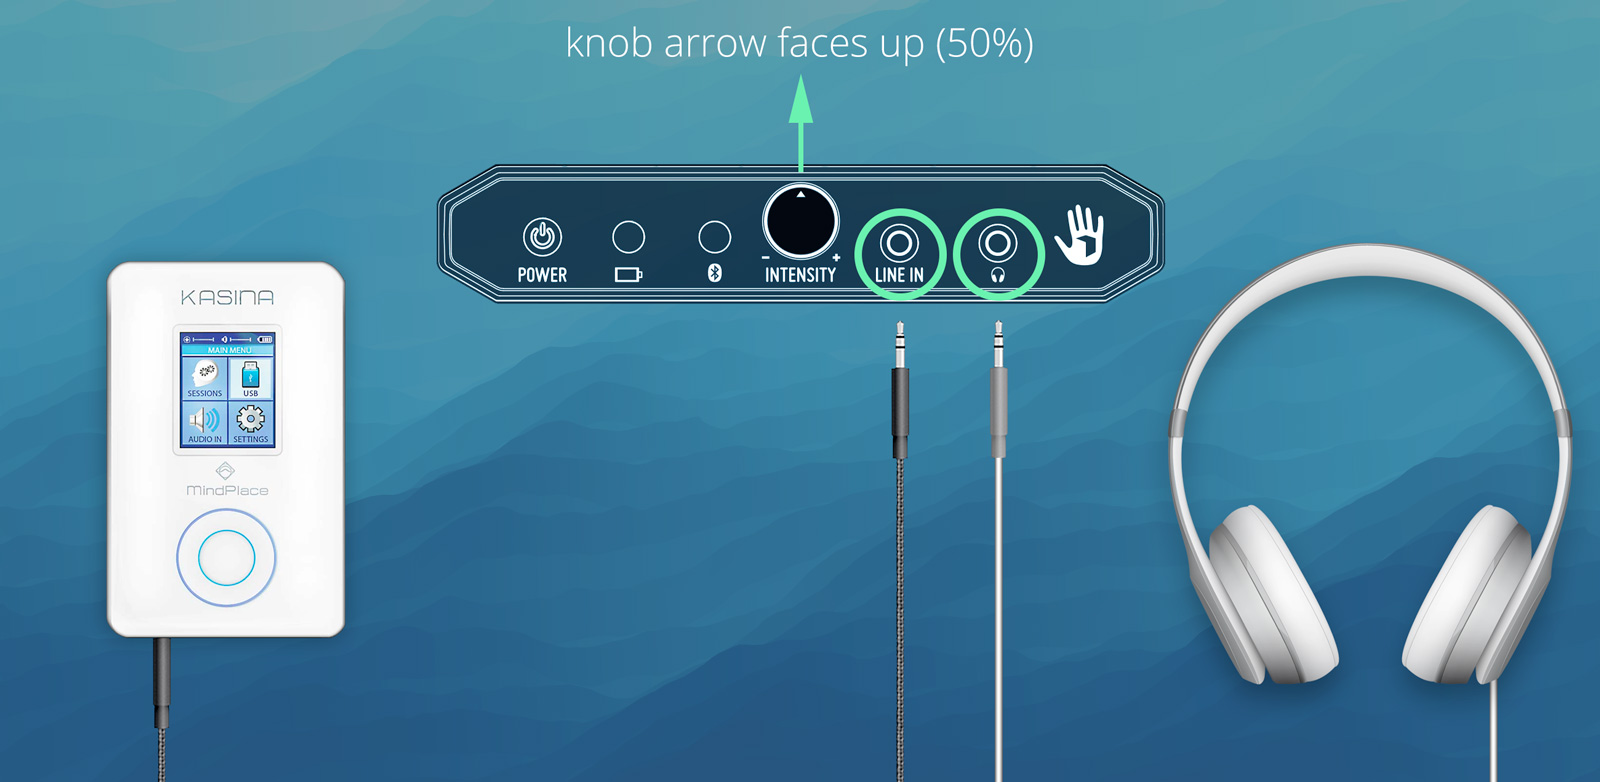 knob arrow faces up (50%)
POWER
- INTENSITY +
LINE IN
KASINA
MAIN MENU
SESSIONS
USB
AUDIO IN
SETTINGS
MindPlace